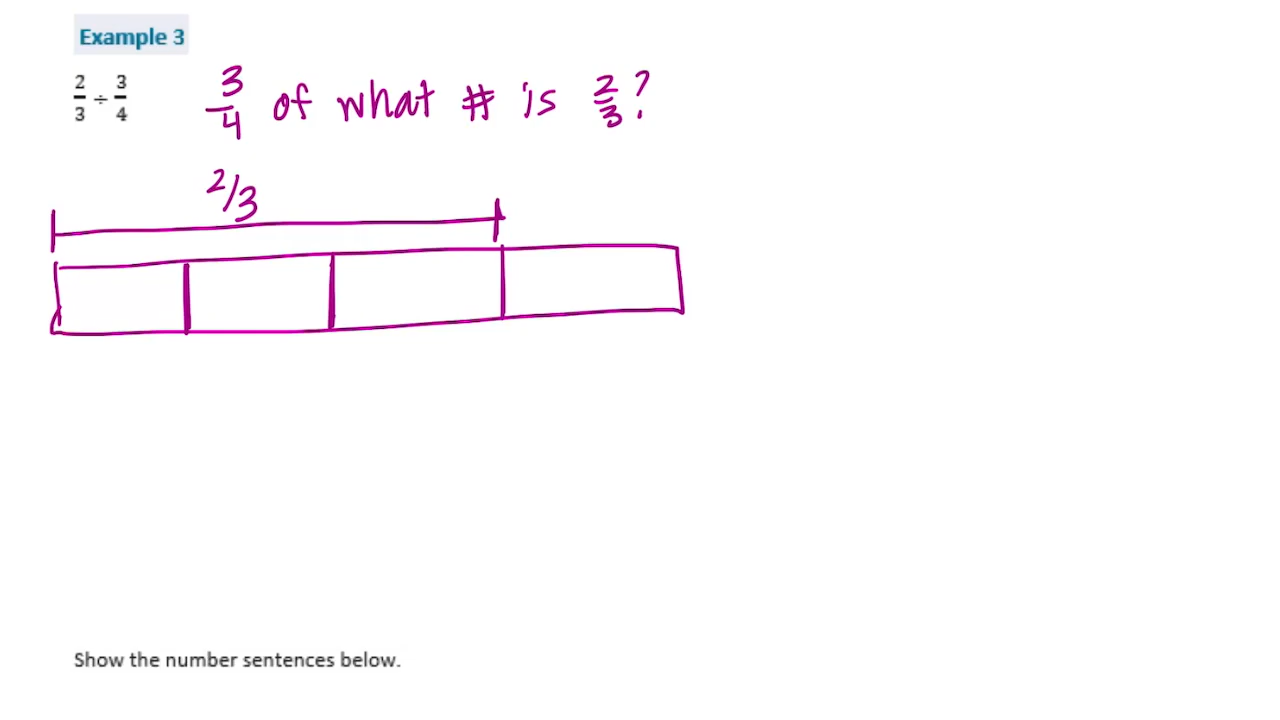 Example 3
2/3 ÷ 3/4 3/4 of what # is 2/3?
2/3
Show the number sentences below.